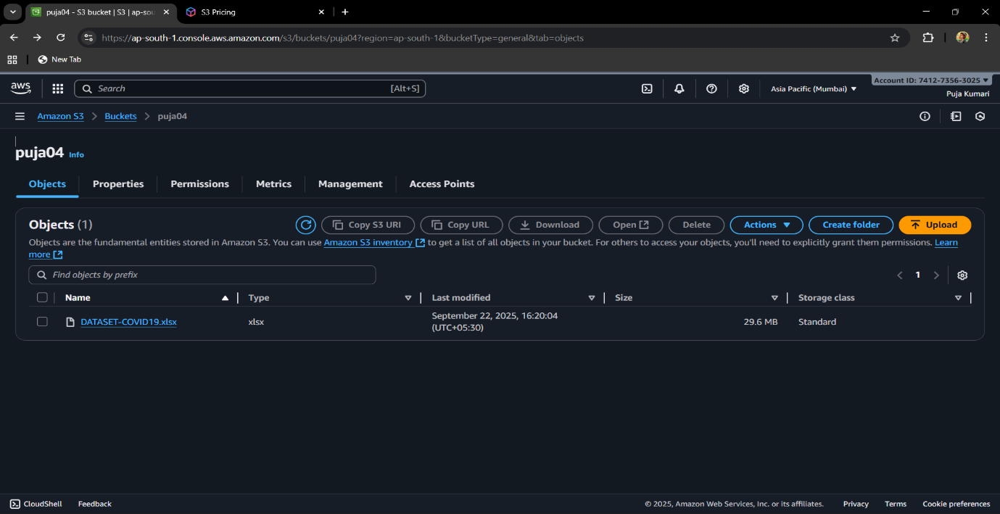 puja04 - S3 bucket | S3 | ap-sou
S3 Pricing
https://ap-south-1.console.aws.amazon.com/s3/buckets/puja04?region=ap-south-1&bucketType=general&tab=objects
New Tab
aws
Search [Alt+S]
Asia Pacific (Mumbai)
Account ID: 7412-7356-3025
Puja Kumari
Amazon S3 > Buckets > puja04
puja04 Info
Objects Properties Permissions Metrics Management Access Points
Objects (1) Copy S3 URI Copy URL Download Open Delete Actions Create folder Upload
Objects are the fundamental entities stored in Amazon S3. You can use Amazon S3 inventory to get a list of all objects in your bucket. For others to access your objects, you'll need to explicitly grant them permissions. Learn
more
Find objects by prefix 1
Name Type Last modified Size Storage class
DATASET-COVID19.xlsx xlsx September 22, 2025, 16:20:04 29.6 MB Standard
(UTC+05:30)
CloudShell Feedback © 2025, Amazon Web Services, Inc. or its affiliates. Privacy Terms Cookie preferences